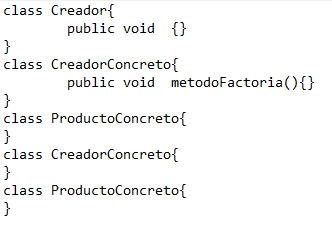 class Creador{
        public void  {}
}
class CreadorConcreto{
        public void  metodoFactoria(){}
}
class ProductoConcreto{
}
class CreadorConcreto{
}
class ProductoConcreto{
}